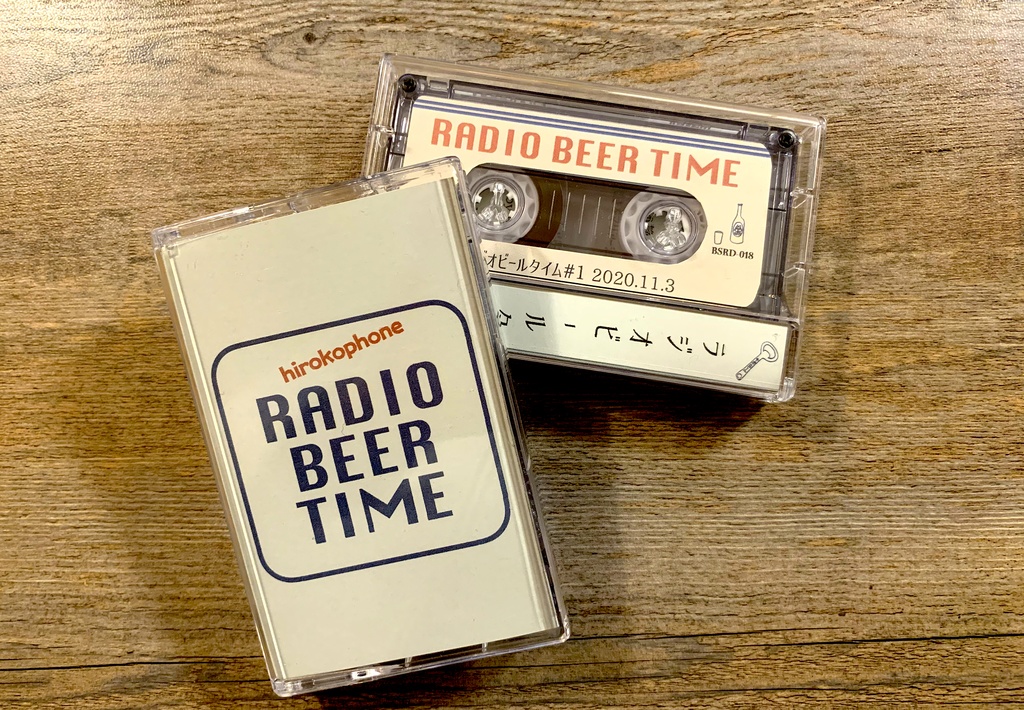 RADIO BEER TIME
BSRD-018
ジオビールタイム#1 2020.11.3
ラジオビールタ
hirokophone
RADIO
BEER
TIME